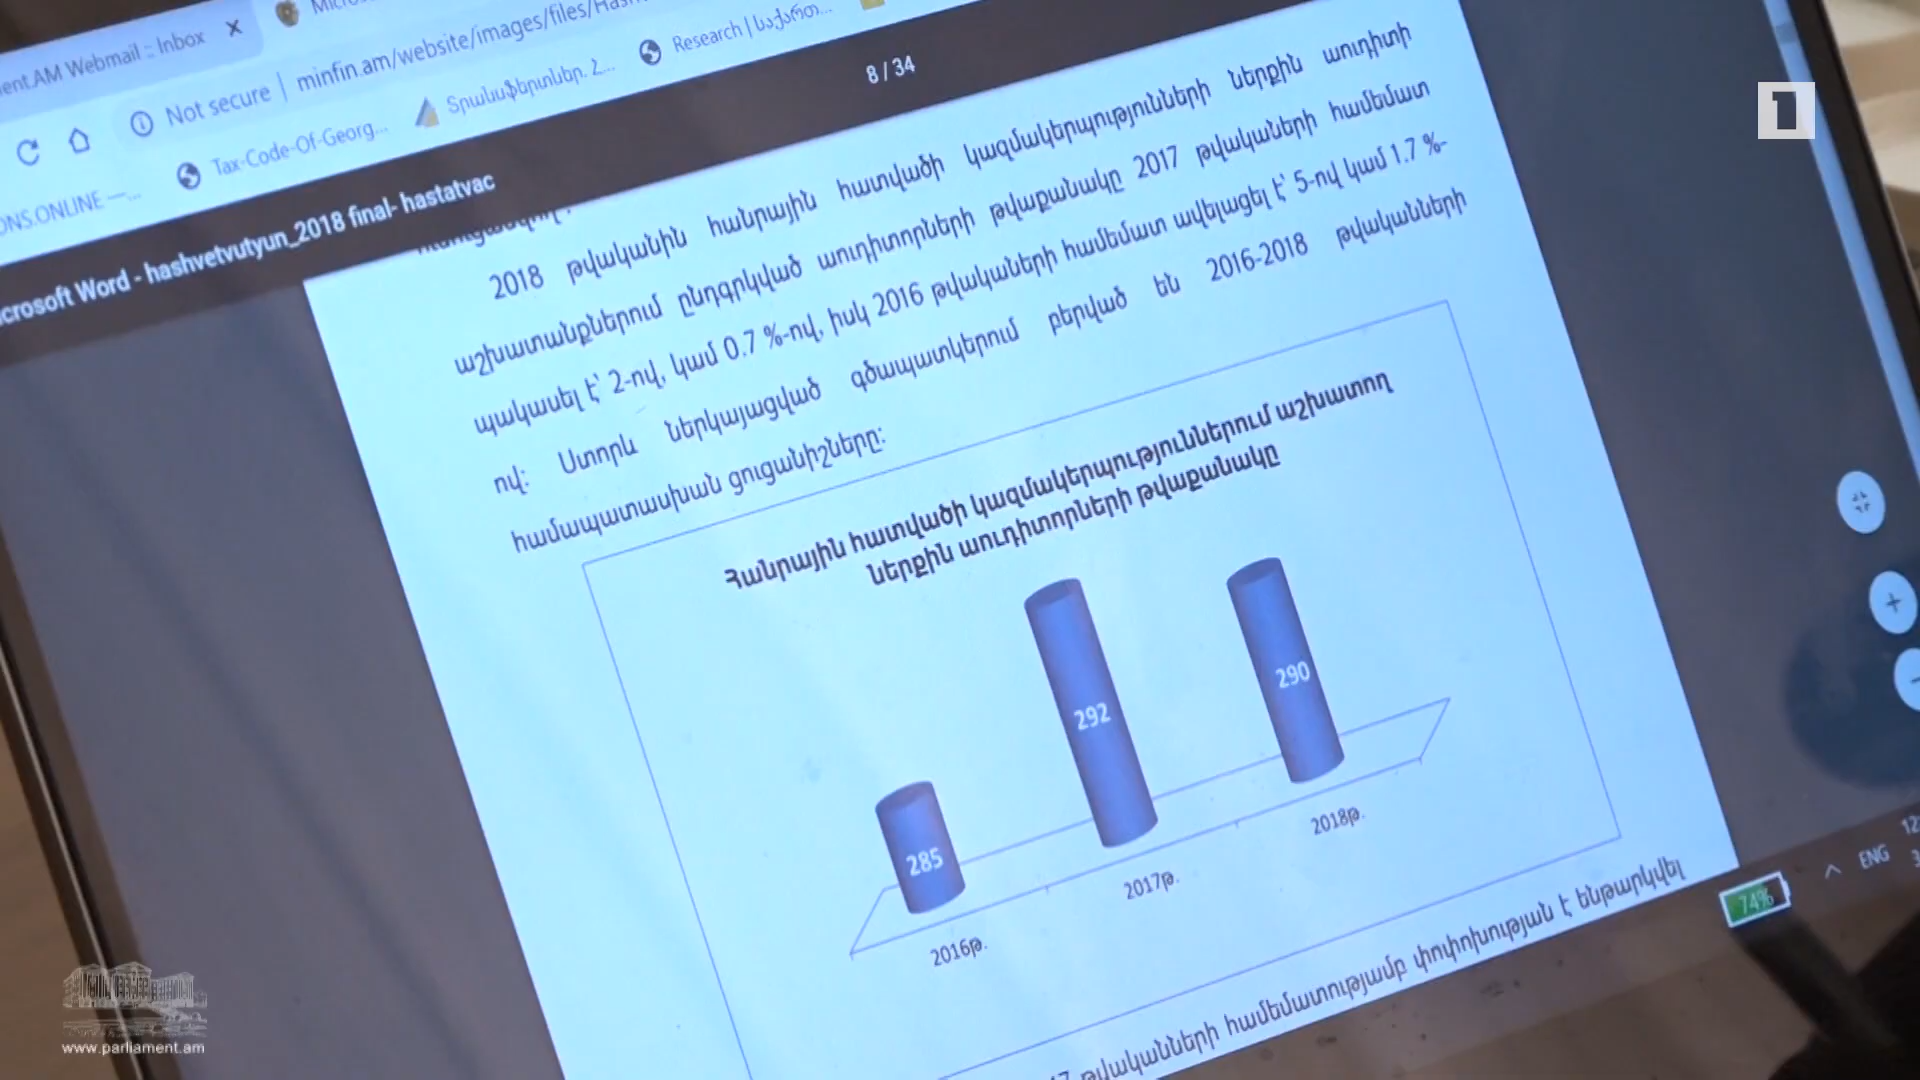 AM Webmail :: Inbox
Not secure | minfin.am/website/images/files/
ONS.ONLINE —...
Tax-Code-Of-Georg...
Տրանսֆերտներ. Հ...
Research | საქართ...
Microsoft Word - hashvetvutyun_2018 final- hastatvac
8 / 34
2018 թվականին հանրային հատվածի կազմակերպությունների ներքին աուդիտի
աշխատանքներում ընդգրկված աուդիտորների թվաքանակը 2017 թվակաների համեմատ
պակասել է՝ 2-ով, կամ 0.7 %-ով, իսկ 2016 թվակաների համեմատ ավելացել է՝ 5-ով կամ 1.7 %-
ով: Ստորև ներկայացված գծապատկերում բերված են 2016-2018 թվականների
համապատասխան ցուցանիշները:
Հանրային հատվածի կազմակերպություններում աշխատող
ներքին աուդիտորների թվաքանակը
285
292
290
2016թ.
2017թ.
2018թ.
թվականների համեմատությամբ փոփոխության է ենթարկվել
74%
ENG
1
www.parliament.am